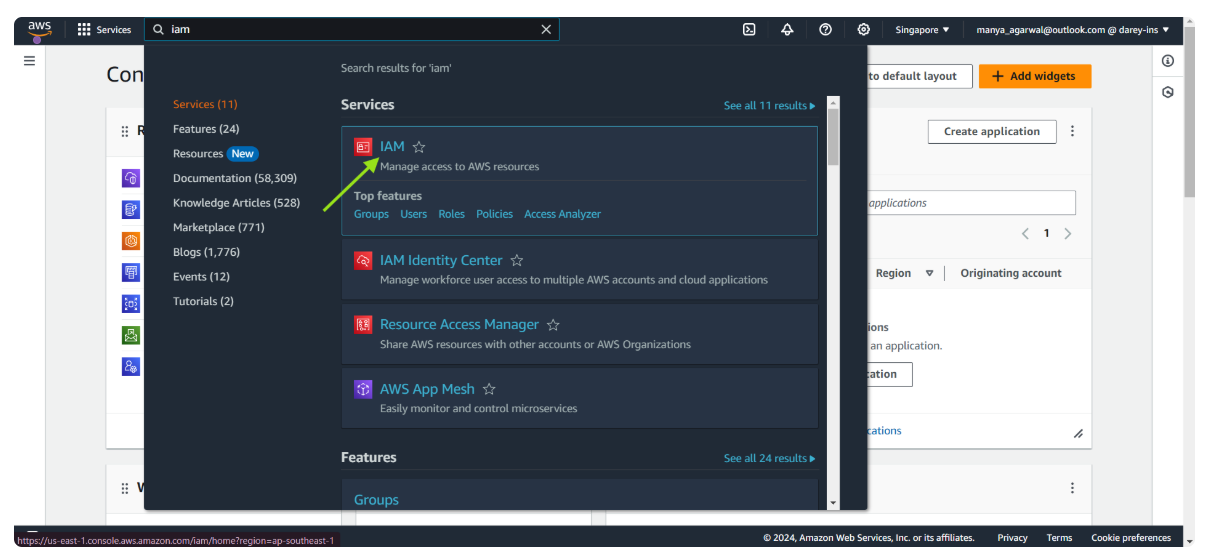 aws
Services
iam
Singapore
manya_agarwal@outlook.com @ darey-ins
Con
to default layout
+ Add widgets
Search results for 'iam'
Services (11)
Features (24)
Resources New
Documentation (58,309)
Knowledge Articles (528)
Marketplace (771)
Blogs (1,776)
Events (12)
Tutorials (2)
Services
See all 11 results
IAM
Manage access to AWS resources
Top features
Groups Users Roles Policies Access Analyzer
IAM Identity Center
Manage workforce user access to multiple AWS accounts and cloud applications
Resource Access Manager
Share AWS resources with other accounts or AWS Organizations
AWS App Mesh
Easily monitor and control microservices
Features
See all 24 results
Groups
R
Create application
applications
1
Region
Originating account
ions
an application.
cation
cations
W
https://us-east-1.console.aws.amazon.com/iam/home?region=ap-southeast-1
© 2024, Amazon Web Services, Inc. or its affiliates.
Privacy
Terms
Cookie preferences